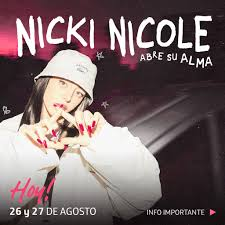 NICKI NICOLE
ABRE SU ALMA
Hoy!
26 y 27 DE AGOSTO
INFO IMPORTANTE